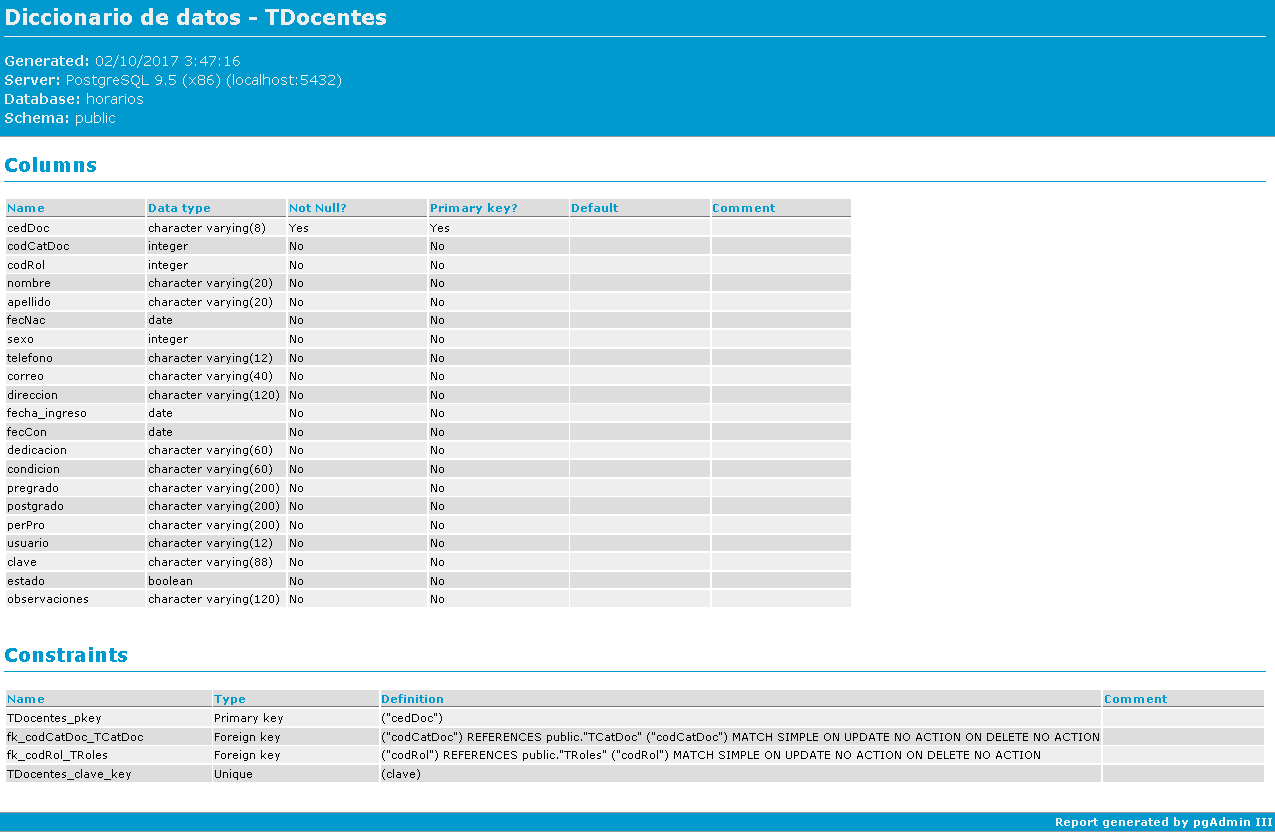 Diccionario de datos - TDocentes
Generated: 02/10/2017 3:47:16
Server: PostgreSQL 9.5 (x86) (localhost:5432)
Database: horarios
Schema: public
Columns
Name Data type Not Null? Primary key? Default Comment
cedDoc character varying(8) Yes Yes
codCatDoc integer No No
codRol integer No No
nombre character varying(20) No No
apellido character varying(20) No No
fecNac date No No
sexo integer No No
telefono character varying(12) No No
correo character varying(40) No No
direccion character varying(120) No No
fecha_ingreso date No No
fecCon date No No
dedicacion character varying(60) No No
condicion character varying(60) No No
pregrado character varying(200) No No
postgrado character varying(200) No No
perPro character varying(200) No No
usuario character varying(12) No No
clave character varying(88) No No
estado boolean No No
observaciones character varying(120) No No
Constraints
Name Type Definition Comment
TDocentes_pkey Primary key ("cedDoc")
fk_codCatDoc_TCatDoc Foreign key ("codCatDoc") REFERENCES public."TCatDoc" ("codCatDoc") MATCH SIMPLE ON UPDATE NO ACTION ON DELETE NO ACTION
fk_codRol_TRoles Foreign key ("codRol") REFERENCES public."TRoles" ("codRol") MATCH SIMPLE ON UPDATE NO ACTION ON DELETE NO ACTION
TDocentes_clave_key Unique (clave)
Report generated by pgAdmin III